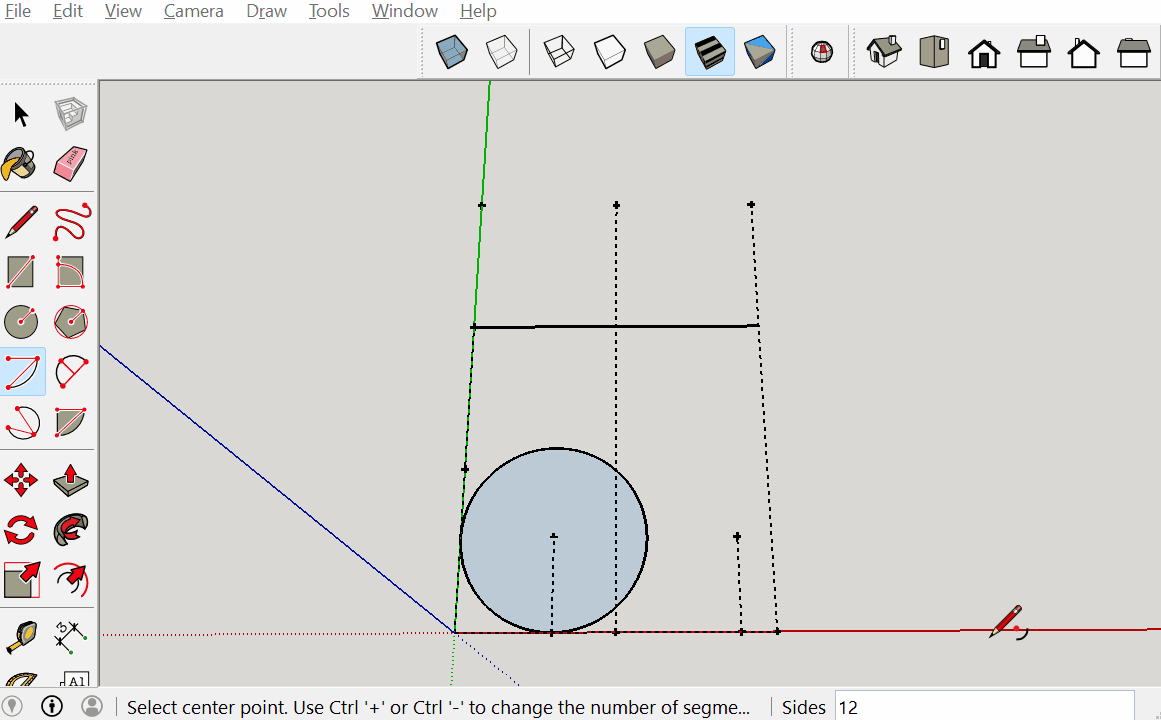 File Edit View Camera Draw Tools Window Help
pink
A1
Select center point. Use Ctrl '+' or Ctrl '-' to change the number of segme... Sides 12